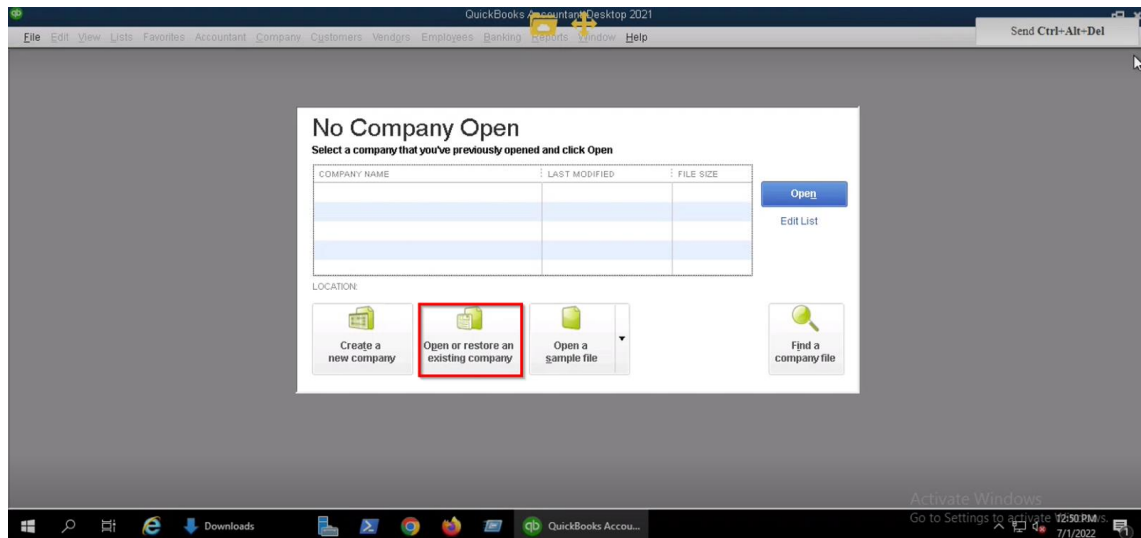 QuickBooks Accountant Desktop 2021
File Edit View Lists Favorites Accountant Company Customers Vendors Employees Banking Reports Window Help
Send Ctrl+Alt+Del
No Company Open
Select a company that you've previously opened and click Open
COMPANY NAME LAST MODIFIED FILE SIZE
Open
Edit List
LOCATION:
Create a
new company
Open or restore an
existing company
Open a
sample file
Find a
company file
Activate Windows
Go to Settings to activate Windows.
Downloads
qb QuickBooks Accou...
12:50 PM
7/1/2022